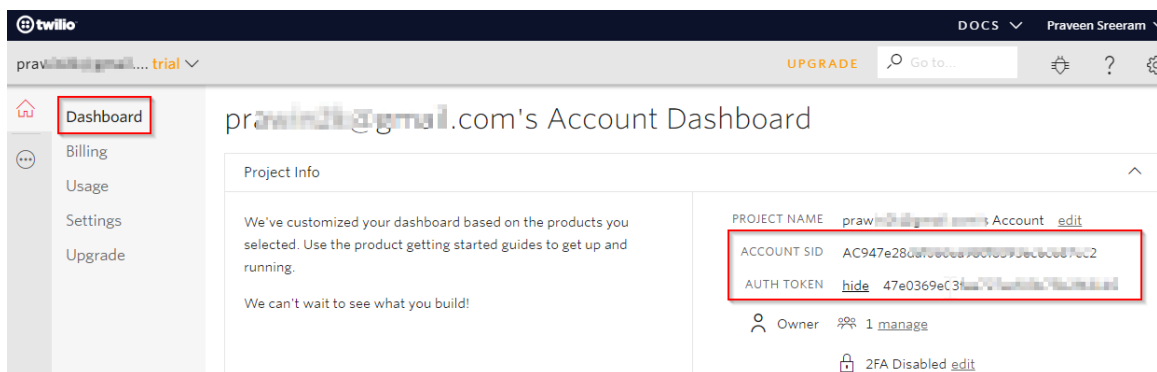 twilio
DOCS Praveen Sreeram
trial
UPGRADE Go to...
Dashboard
Billing
Usage
Settings
Upgrade
.com's Account Dashboard
Project Info
We've customized your dashboard based on the products you
selected. Use the product getting started guides to get up and
running.
We can't wait to see what you build!
PROJECT NAME Account edit
ACCOUNT SID
AUTH TOKEN hide
Owner 1 manage
2FA Disabled edit